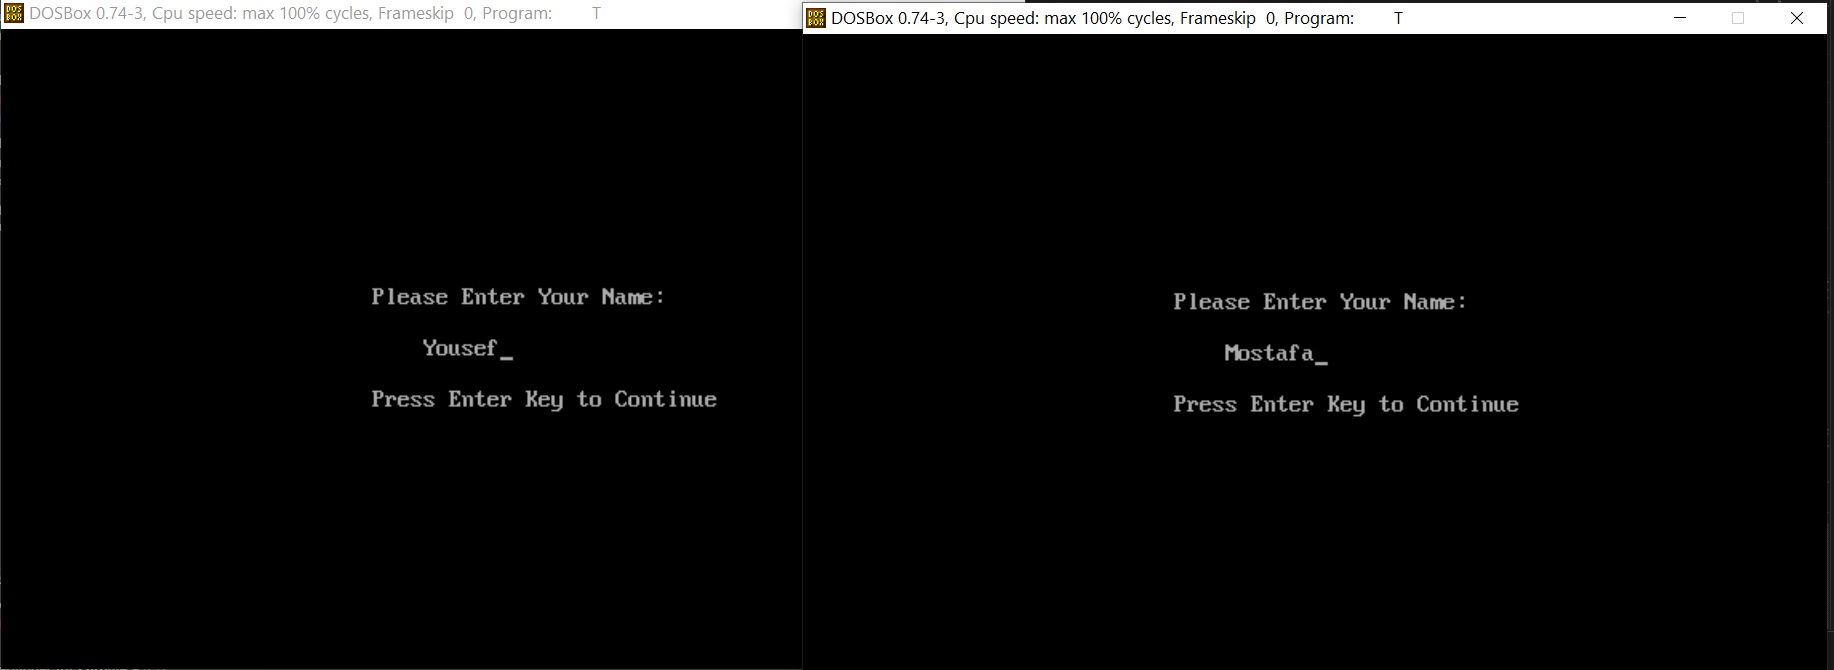 DOSBox 0.74-3, Cpu speed: max 100% cycles, Frameskip 0, Program: T
Please Enter Your Name:
Yousef_
Press Enter Key to Continue
DOSBox 0.74-3, Cpu speed: max 100% cycles, Frameskip 0, Program: T
Please Enter Your Name:
Mostafa_
Press Enter Key to Continue